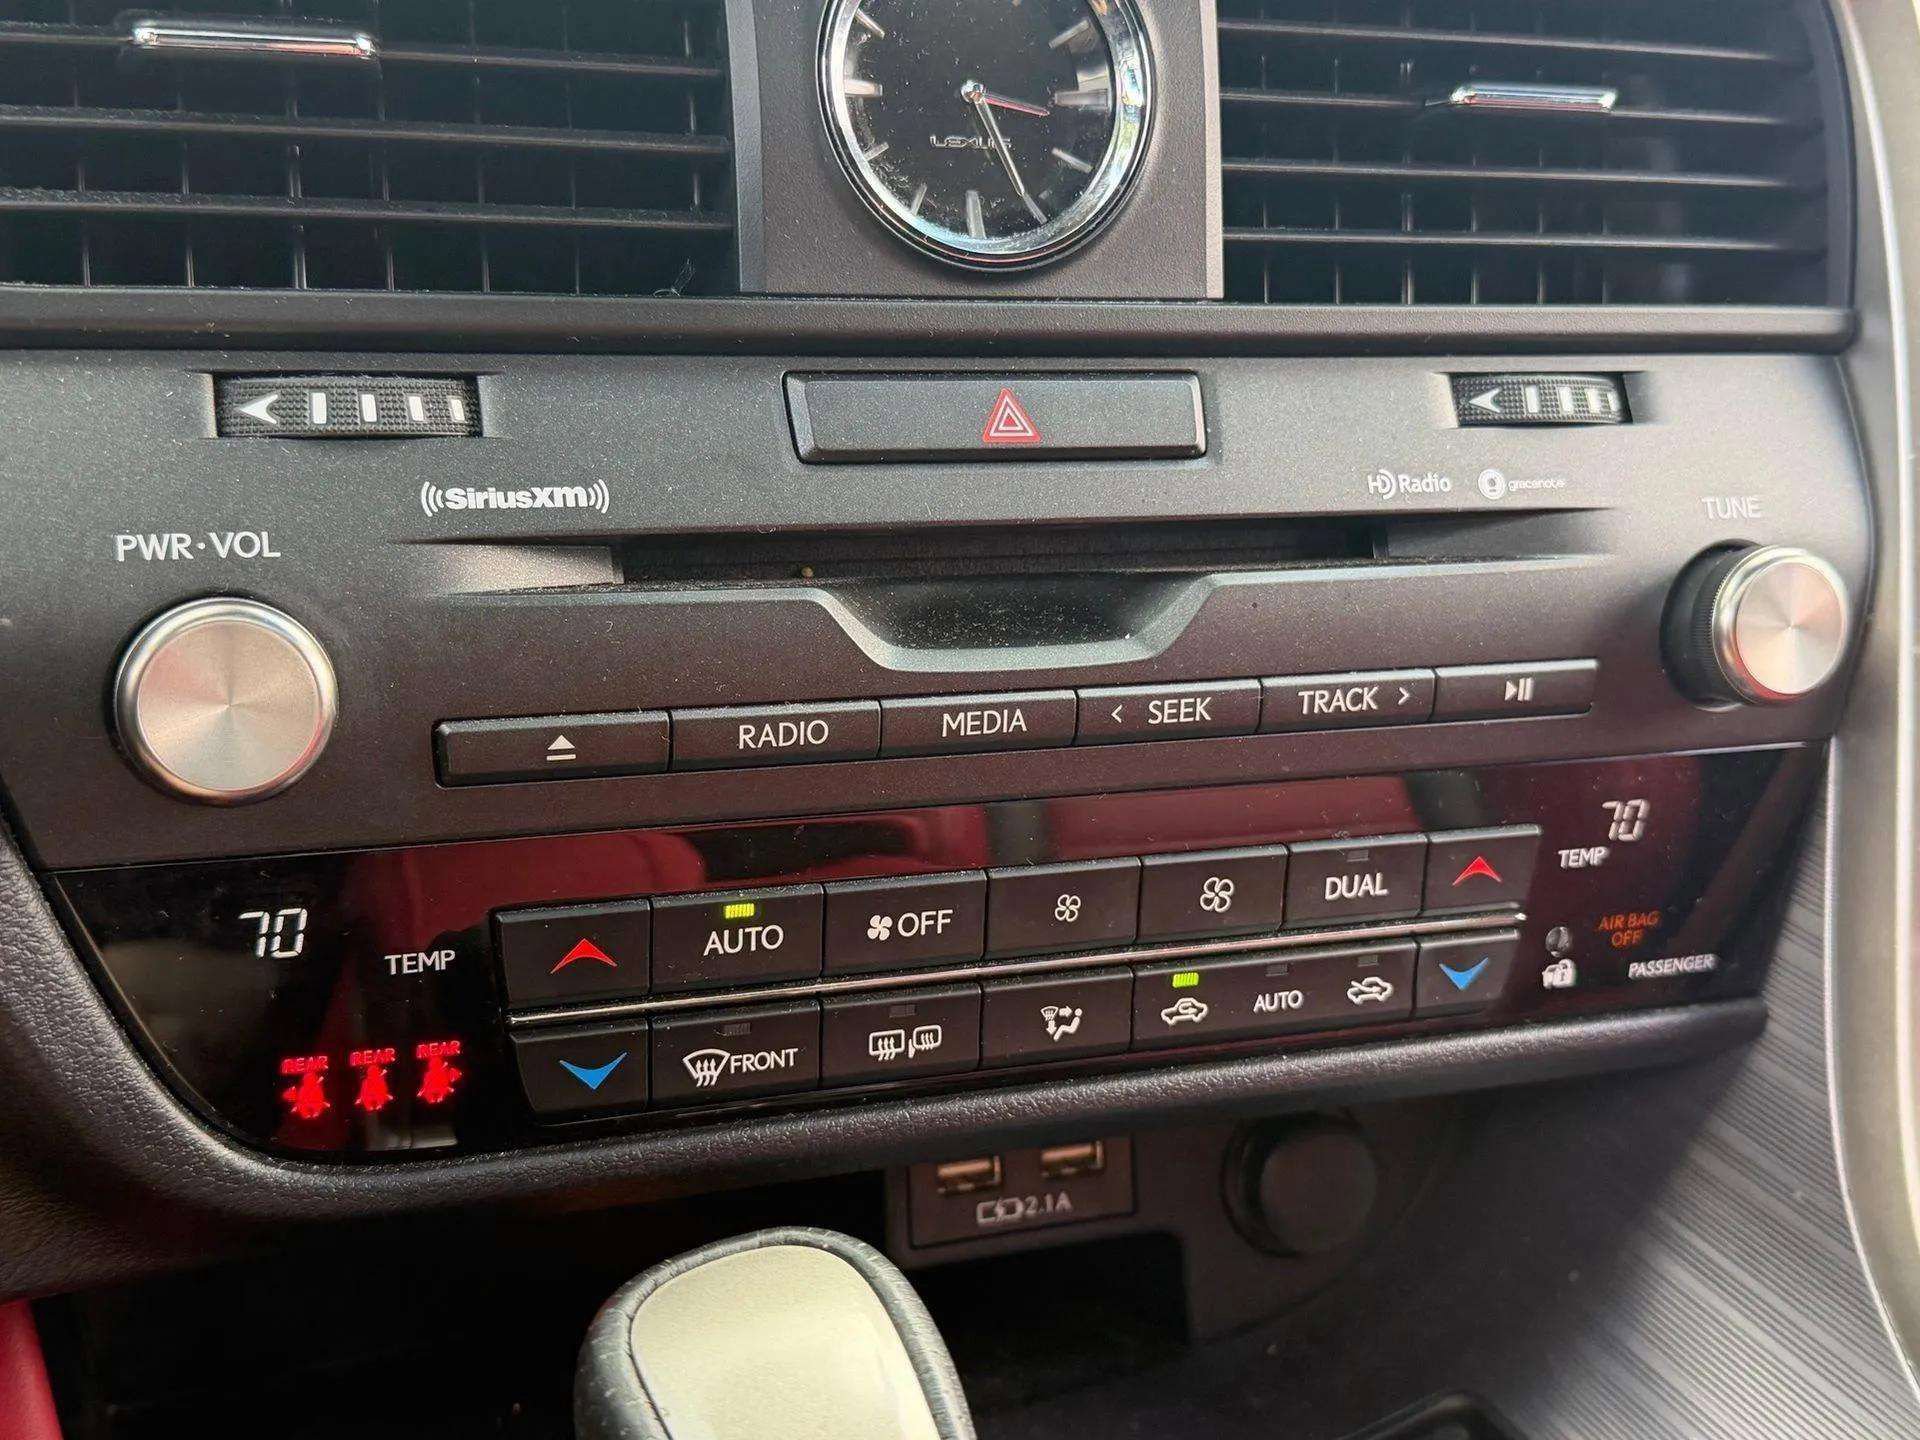 LEXUS
SiriusXM
HD Radio
gracenote
TUNE
PWR•VOL
RADIO
MEDIA
< SEEK
TRACK >
70
TEMP
70
TEMP
AUTO
OFF
DUAL
AIR BAG
OFF
PASSENGER
FRONT
AUTO
REAR
REAR
REAR
2.1A